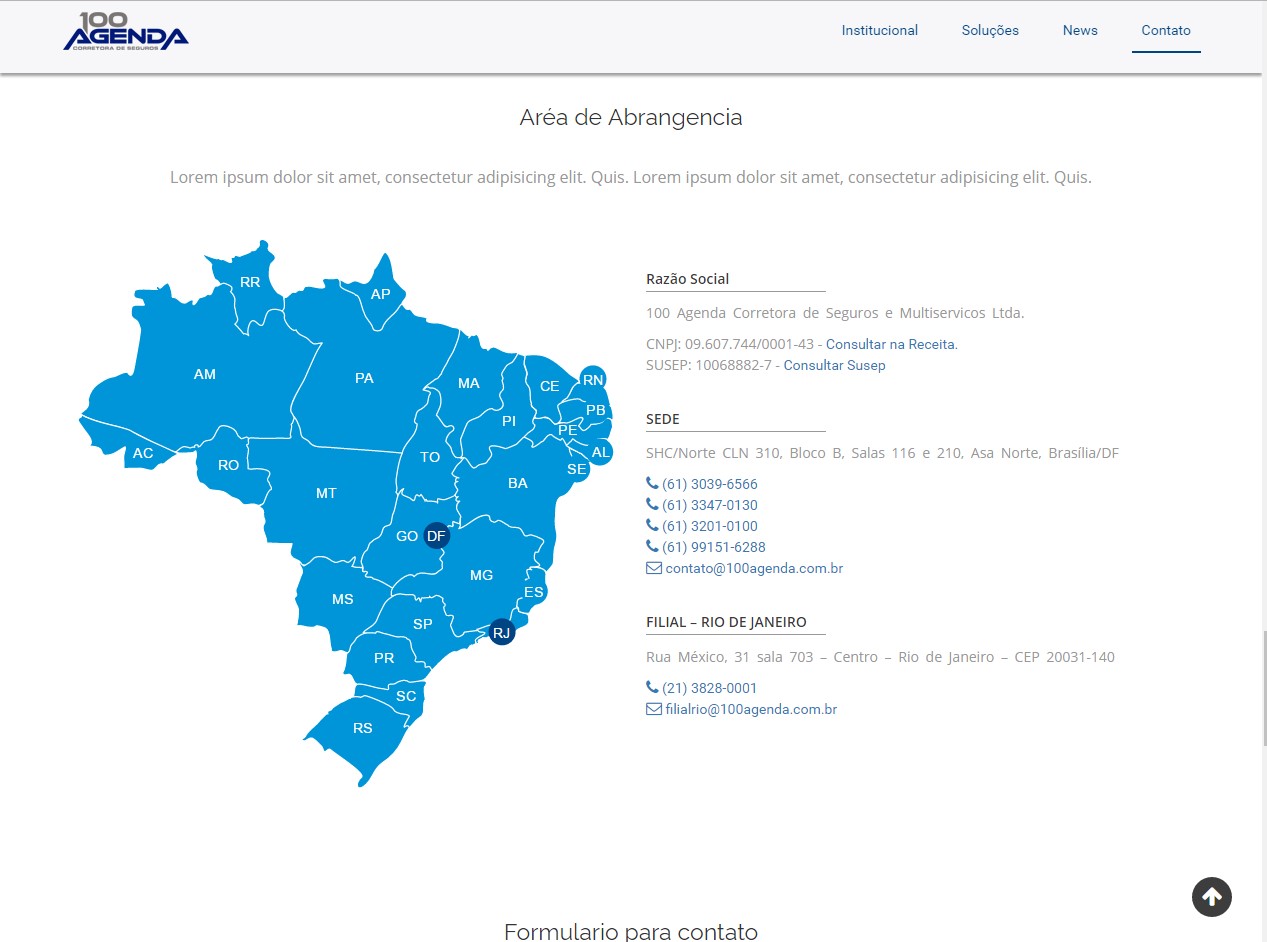 100
AGENDA
CORRETORA DE SEGUROS
Institucional Soluções News Contato
Aréa de Abrangencia
Lorem ipsum dolor sit amet, consectetur adipisicing elit. Quis. Lorem ipsum dolor sit amet, consectetur adipisicing elit. Quis.
RR
AP
AM
PA
MA
CE
RN
PB
PI
PE
AC
RO
TO
AL
SE
MT
BA
GO
DF
MG
ES
MS
SP
RJ
PR
SC
RS
Razão Social
100 Agenda Corretora de Seguros e Multiservicos Ltda.
CNPJ: 09.607.744/0001-43 - Consultar na Receita.
SUSEP: 10068882-7 - Consultar Susep
SEDE
SHC/Norte CLN 310, Bloco B, Salas 116 e 210, Asa Norte, Brasília/DF
(61) 3039-6566
(61) 3347-0130
(61) 3201-0100
(61) 99151-6288
contato@100agenda.com.br
FILIAL – RIO DE JANEIRO
Rua México, 31 sala 703 – Centro – Rio de Janeiro – CEP 20031-140
(21) 3828-0001
filialrio@100agenda.com.br
Formulario para contato